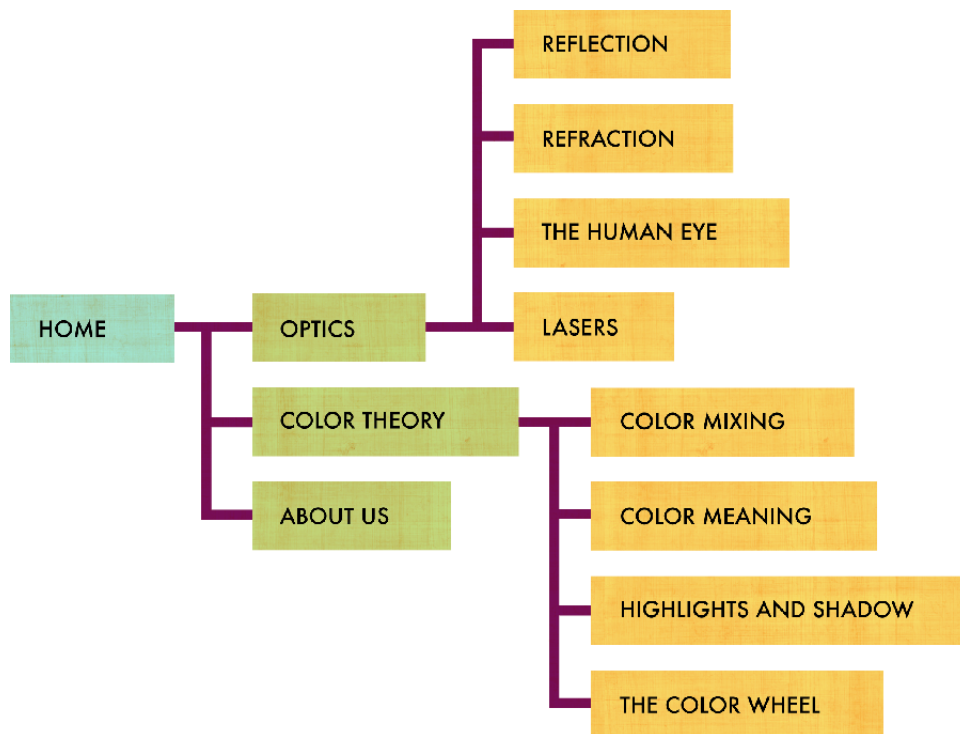 HOME
OPTICS
REFLECTION
REFRACTION
THE HUMAN EYE
LASERS
COLOR THEORY
COLOR MIXING
COLOR MEANING
HIGHLIGHTS AND SHADOW
THE COLOR WHEEL
ABOUT US